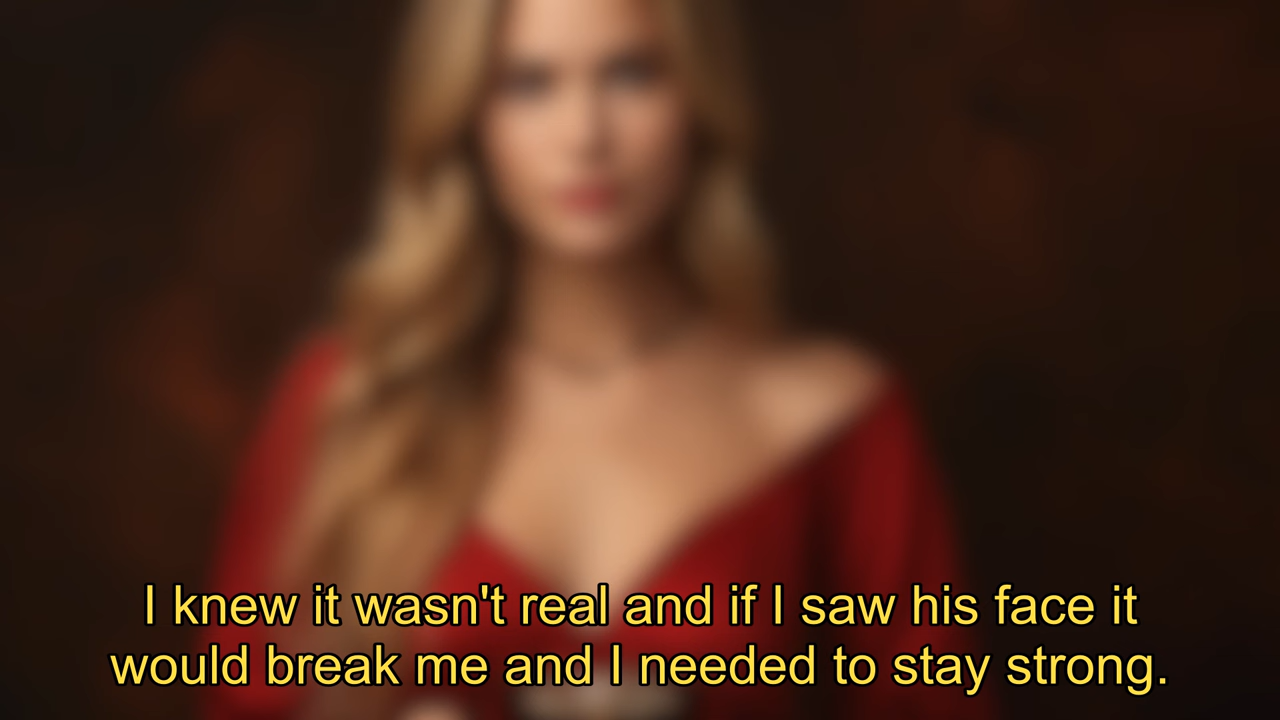 I knew it wasn't real and if I saw his face it
would break me and I needed to stay strong.